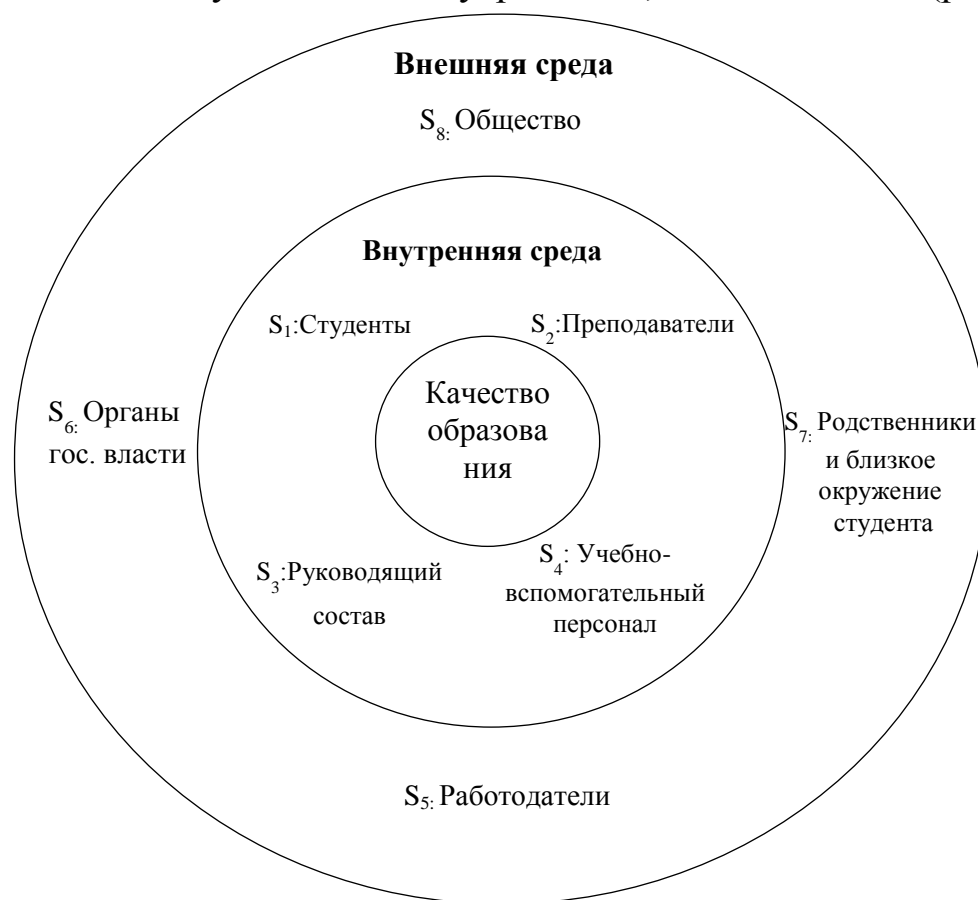 Внешняя среда
S8: Общество
Внутренняя среда
S1:Студенты
S2:Преподаватели
Качество
образова
ния
S6: Органы
гос. власти
S7: Родственники
и близкое
окружение
студента
S3:Руководящий
состав
S4: Учебно-
вспомогательный
персонал
S5: Работодатели